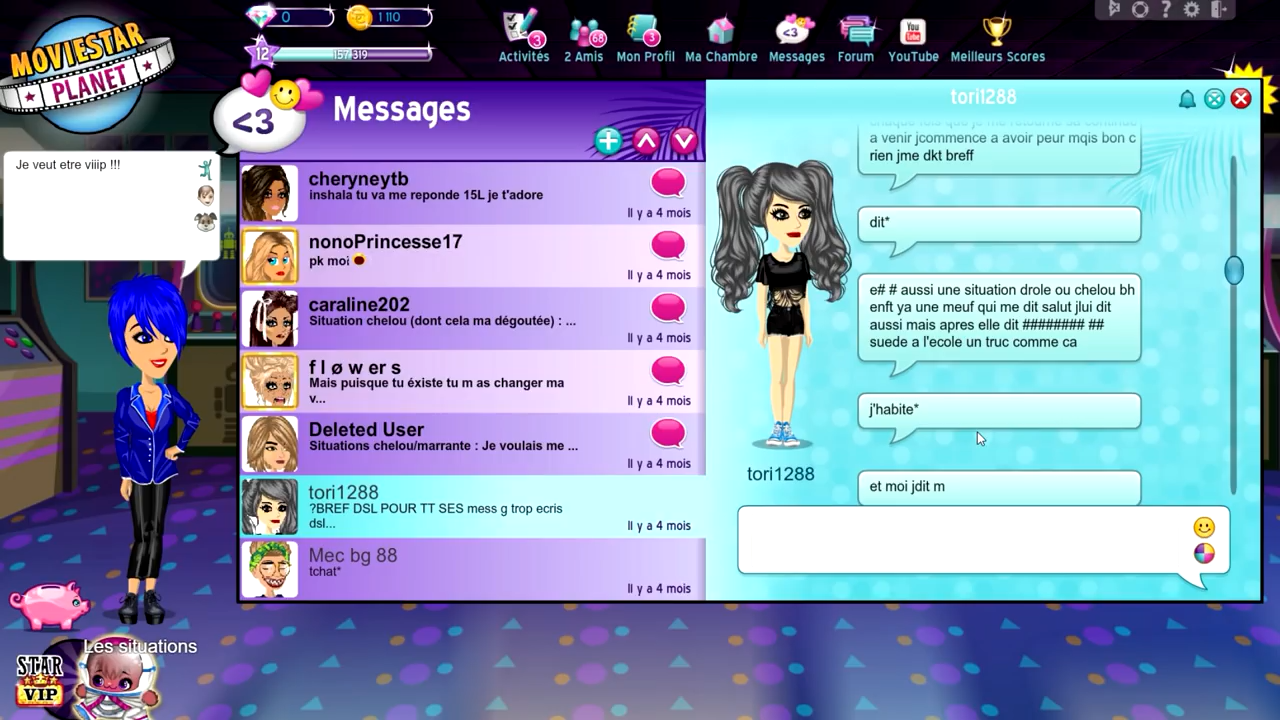 MOVIESTAR
PLANET
0
1 110
12
157 319
3
Activités
68
2 Amis
3
Mon Profil
Ma Chambre
<3
Messages
Forum
You
Tube
YouTube
Meilleurs Scores
?
Je veut etre viiip !!!
<3
Messages
cheryneytb
inshala tu va me reponde 15L je t'adore
Il y a 4 mois
nonoPrincesse17
pk moi
Il y a 4 mois
caraline202
Situation chelou (dont cela ma dégoutée) : ...
Il y a 4 mois
f l ø w er s
Mais puisque tu éxiste tu m as changer ma
v...
Il y a 4 mois
Deleted User
Situations chelou/marrante : Je voulais me ...
Il y a 4 mois
tori1288
?BREF DSL POUR TT SES mess g trop ecris
dsl...
Il y a 4 mois
Mec bg 88
tchat*
Il y a 4 mois
tori1288
a venir jcommence a avoir peur mqis bon c
rien jme dkt breff
dit*
e# # aussi une situation drole ou chelou bh
enft ya une meuf qui me dit salut jlui dit
aussi mais apres elle dit ######## ##
suede a l'ecole un truc comme ca
j'habite*
et moi jdit m
tori1288
Les situations
STAR
VIP